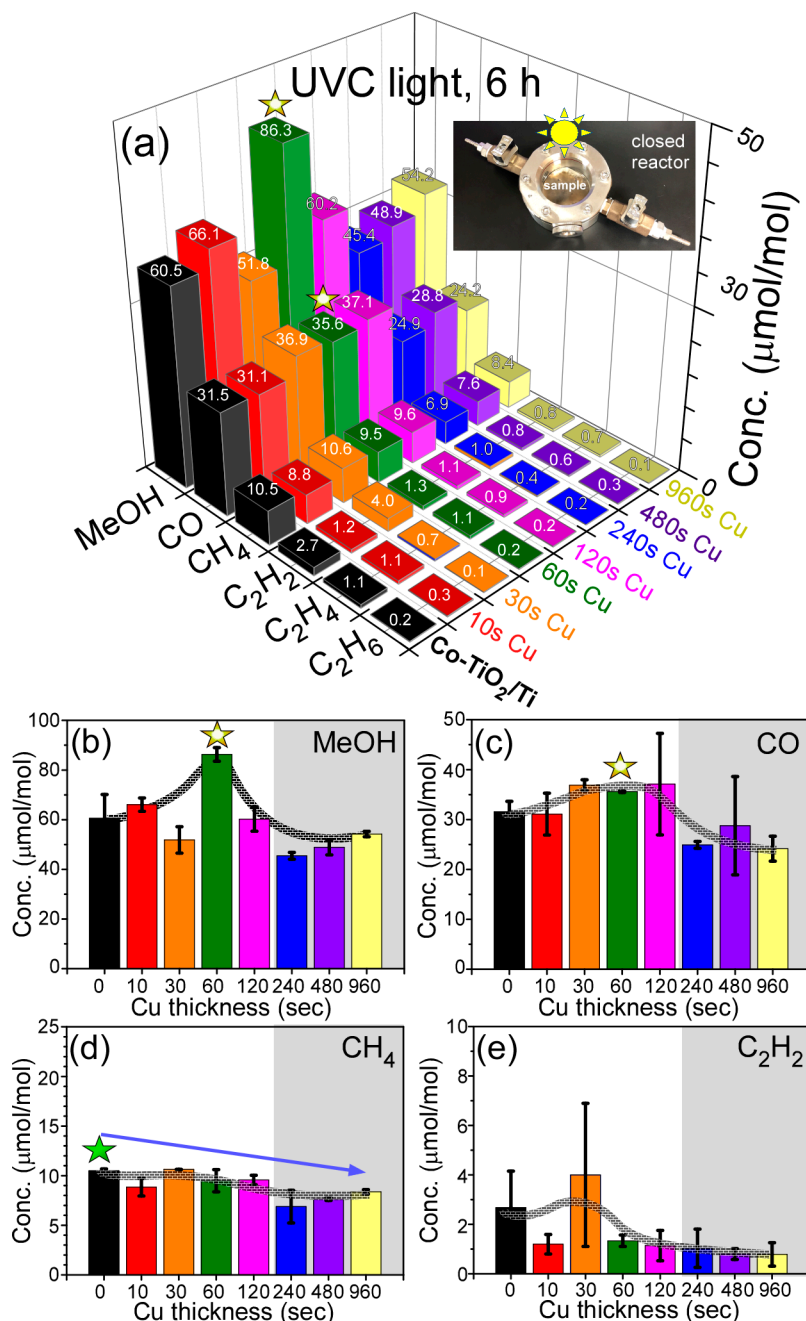 UVC light, 6 h
(a)
closed
reactor
sample
50
30
0
Conc. (μmol/mol)
86.3
60.2
54.2
66.1
48.9
45.4
60.5
51.8
37.1
28.8
24.2
35.6
24.9
36.9
8.4
31.1
7.6
0.8
31.5
9.6
6.9
0.8
0.7
9.5
1.0
0.6
0.1
10.6
1.1
0.4
0.3
8.8
1.3
0.9
0.2
10.5
4.0
1.1
0.2
1.2
0.7
0.2
2.7
1.1
0.1
1.1
0.3
0.2
MeOH
CO
CH4
C2H2
C2H4
C2H6
960s Cu
480s Cu
240s Cu
120s Cu
60s Cu
30s Cu
10s Cu
Co-TiO2/Ti
(b)
MeOH
Conc. (μmol/mol)
100
80
60
40
20
0
0 10 30 60 120 240 480 960
Cu thickness (sec)
(c)
CO
Conc. (μmol/mol)
50
40
30
20
10
0
0 10 30 60 120 240 480 960
Cu thickness (sec)
(d)
CH4
Conc. (μmol/mol)
25
20
15
10
5
0
0 10 30 60 120 240 480 960
Cu thickness (sec)
(e)
C2H2
Conc. (μmol/mol)
10
8
6
4
2
0
0 10 30 60 120 240 480 960
Cu thickness (sec)